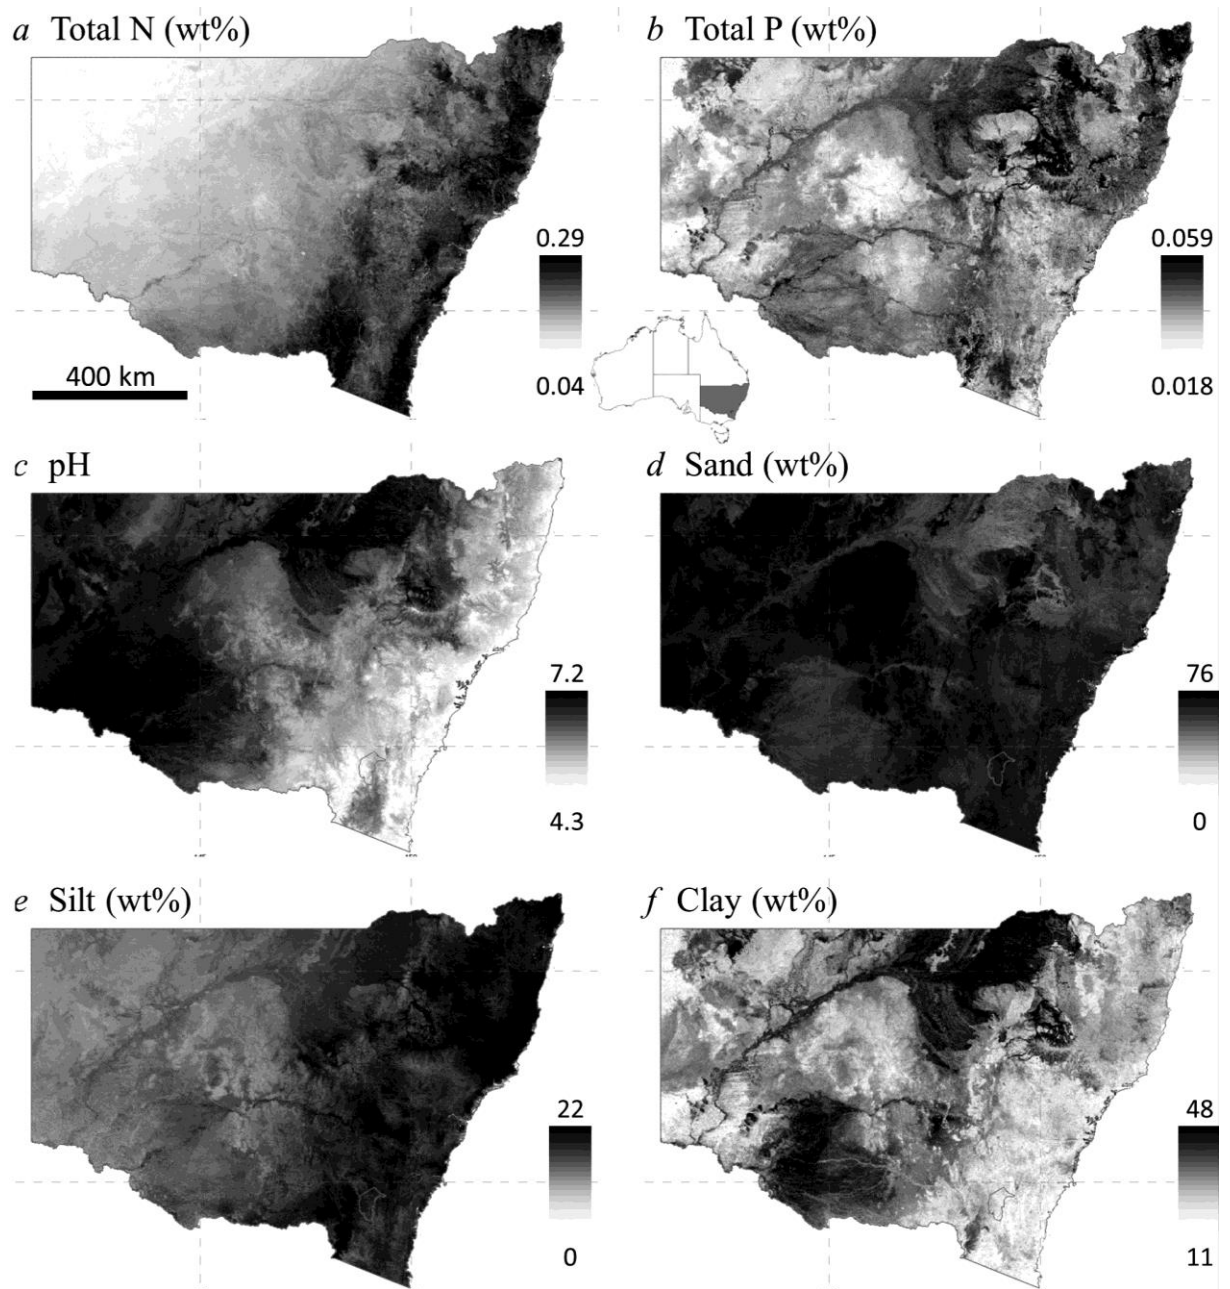 a Total N (wt%)
b Total P (wt%)
0.29
0.059
400 km
0.04
0.018
c pH
d Sand (wt%)
7.2
76
4.3
0
e Silt (wt%)
f Clay (wt%)
22
48
0
11